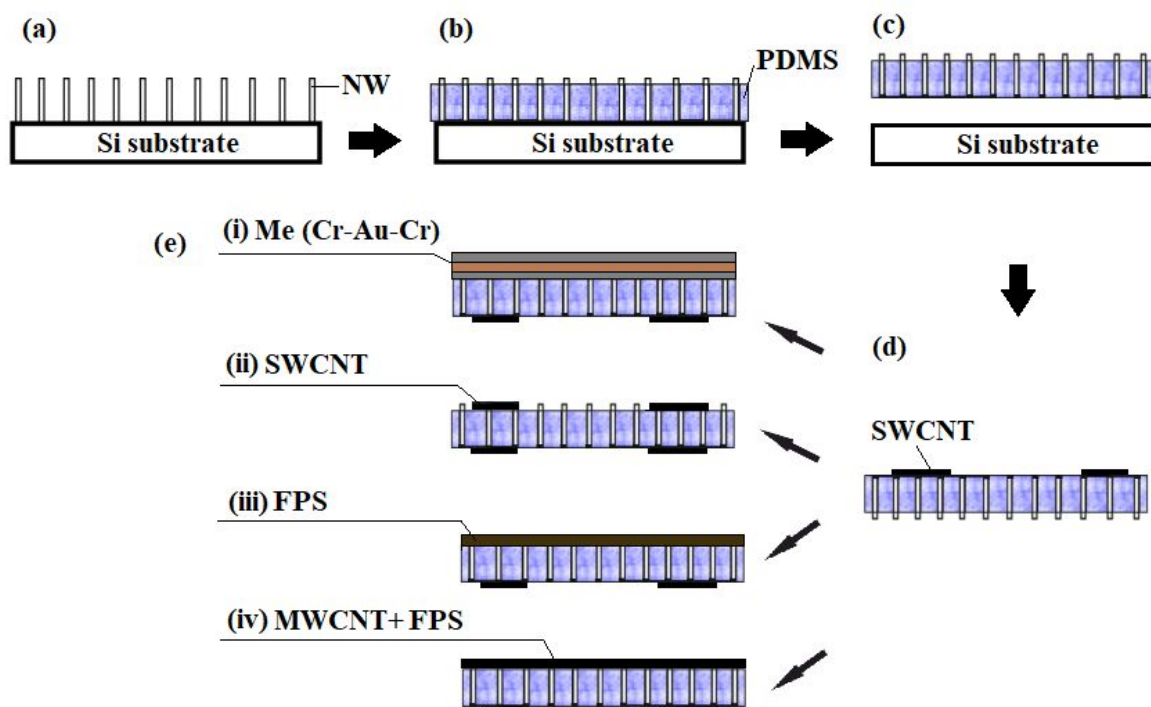 (a)
NW
Si substrate
(b)
PDMS
Si substrate
(c)
Si substrate
(d)
SWCNT
(e)
(i) Me (Cr-Au-Cr)
(ii) SWCNT
(iii) FPS
(iv) MWCNT+ FPS